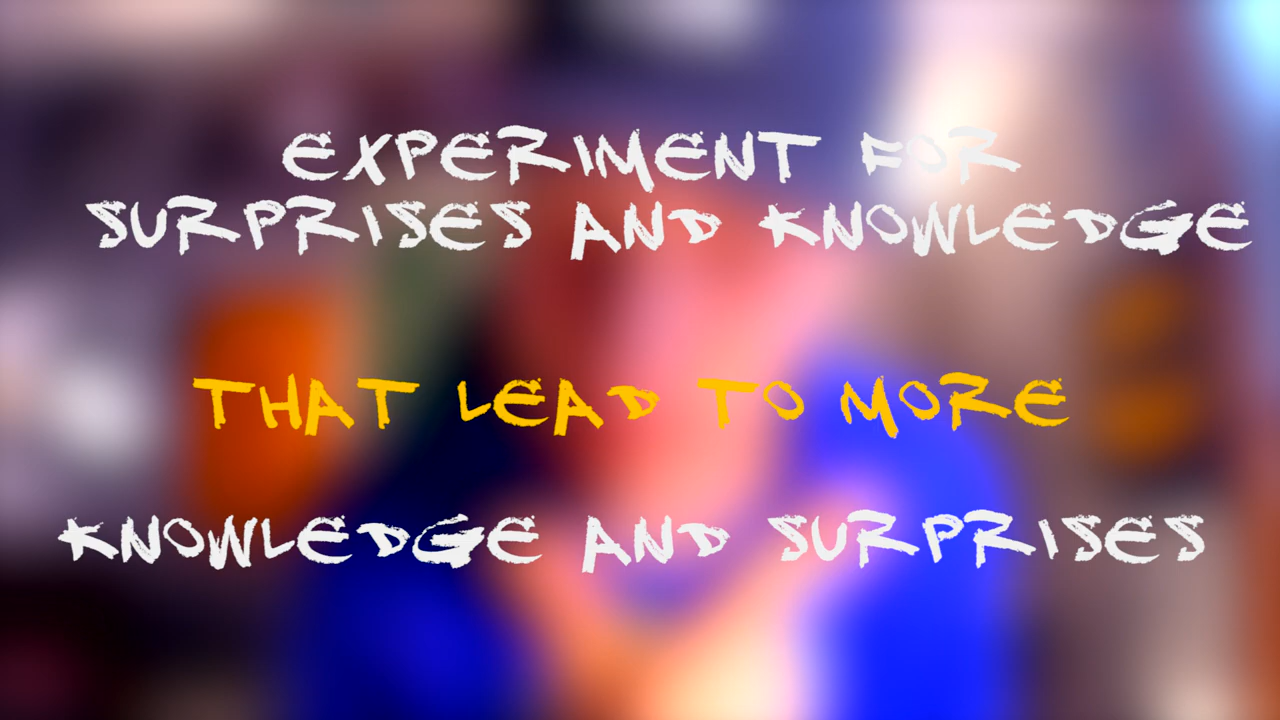 EXPERIMENT FOR
SURPRISES AND KNOWLEDGE
THAT LEAD TO MORE
KNOWLEDGE AND SURPRISES